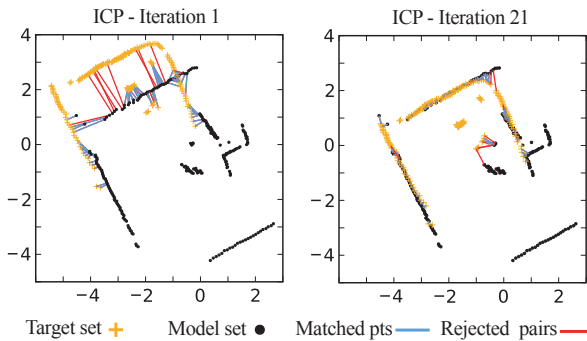 ICP - Iteration 1 ICP - Iteration 21
4 4
2 2
0 0
−2 −2
−4 −4
−4 −2 0 2 −4 −2 0 2
Target set Model set Matched pts Rejected pairs